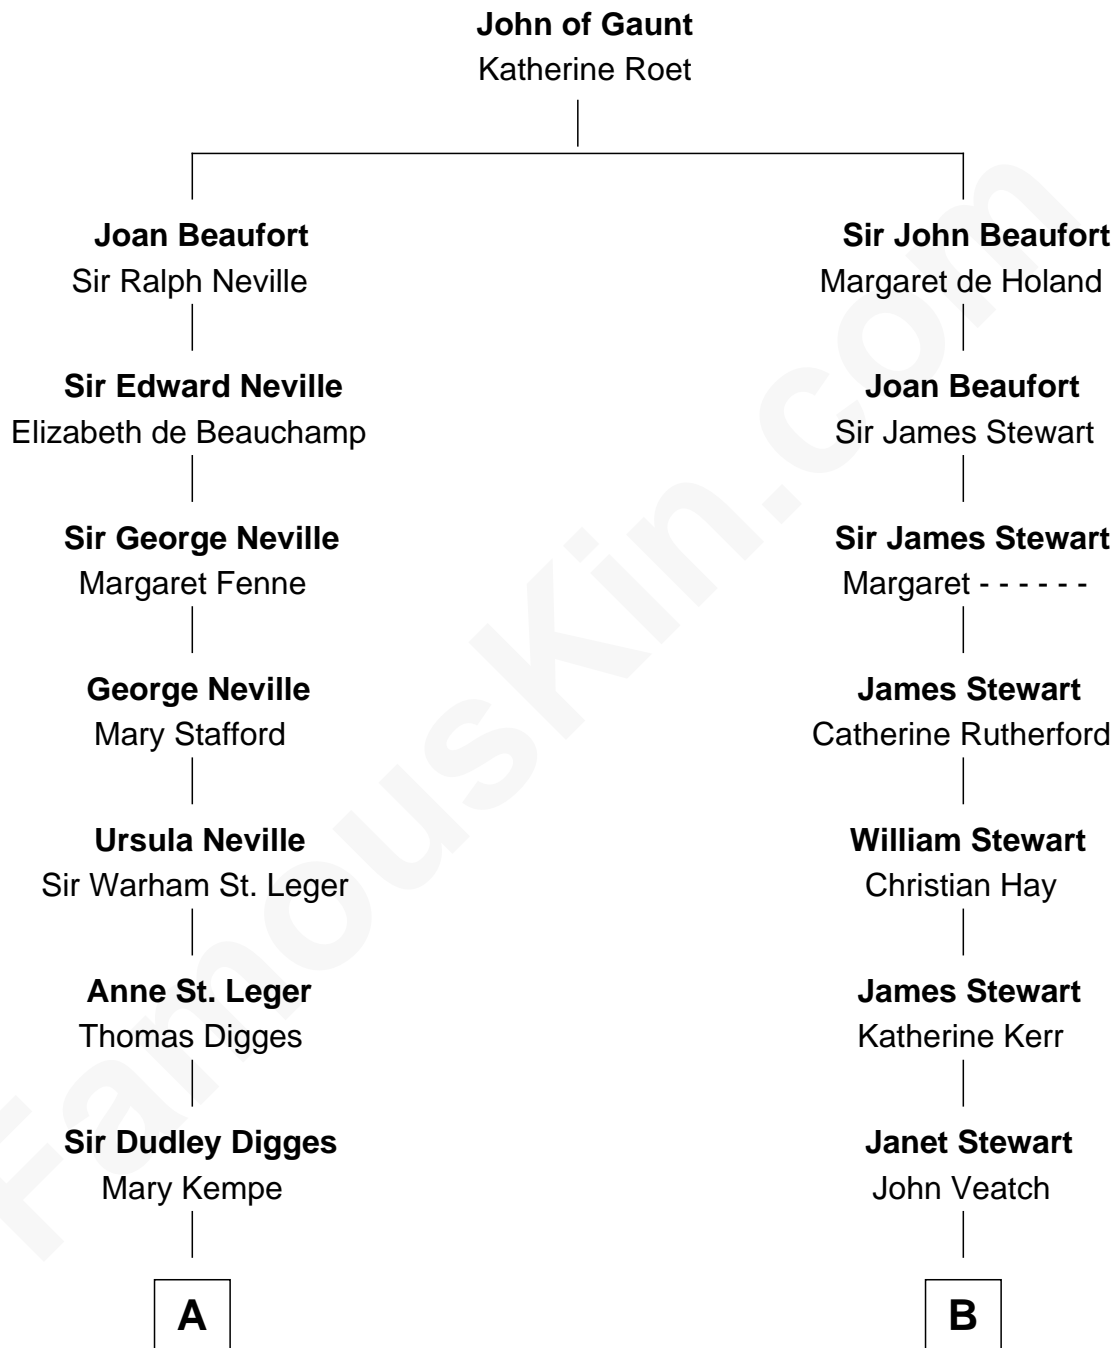 John of Gaunt
Katherine Roet
Joan Beaufort
Sir Ralph Neville
Sir Edward Neville
Elizabeth de Beauchamp
Sir George Neville
Margaret Fenne
George Neville
Mary Stafford
Ursula Neville
Sir Warham St. Leger
Anne St. Leger
Thomas Digges
Sir Dudley Digges
Mary Kempe
A
Sir John Beaufort
Margaret de Holand
Joan Beaufort
Sir James Stewart
Sir James Stewart
Margaret - - - - - -
James Stewart
Catherine Rutherford
William Stewart
Christian Hay
James Stewart
Katherine Kerr
Janet Stewart
John Veatch
B
FamousKin.com